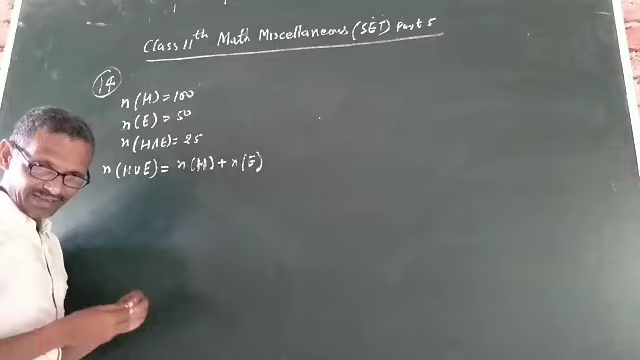 Class 11th Math Miscellaneous (SET) Part 5
14
n(H)=100
n(E)=50
n(H∩E)=25
n(H∪E)= n(H)+n(E)